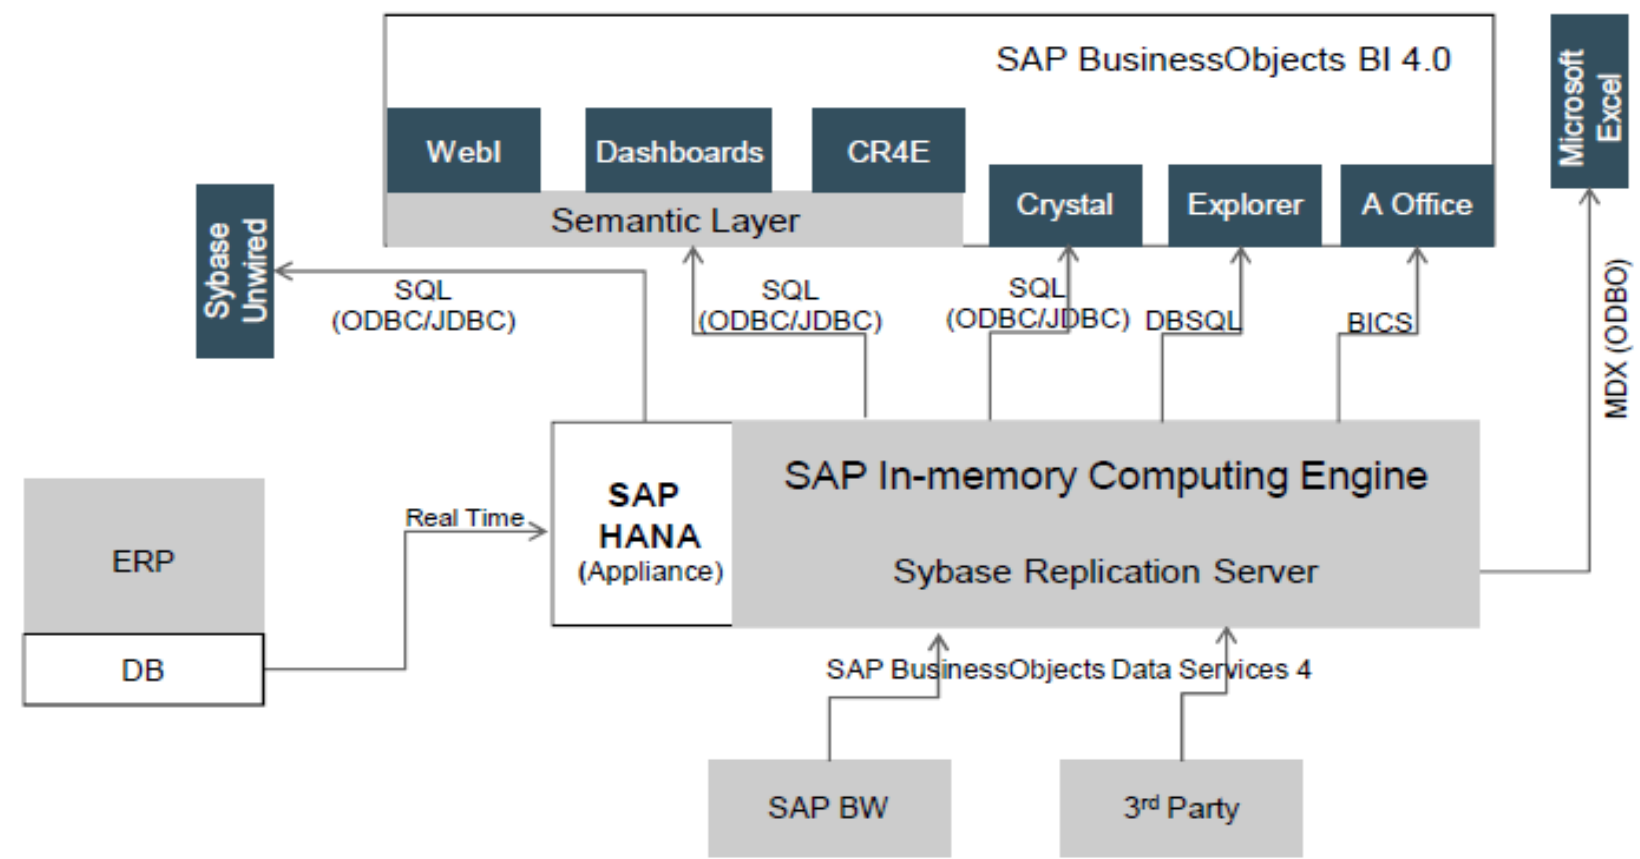 SAP BusinessObjects BI 4.0
Microsoft
Excel
WebI
Dashboards
CR4E
Semantic Layer
Crystal
Explorer
A Office
Sybase
Unwired
SQL
(ODBC/JDBC)
SQL
(ODBC/JDBC)
SQL
(ODBC/JDBC)
DBSQL
BICS
MDX (ODBO)
SAP
HANA
(Appliance)
SAP In-memory Computing Engine
Sybase Replication Server
Real Time
ERP
DB
SAP BusinessObjects Data Services 4
SAP BW
3rd Party